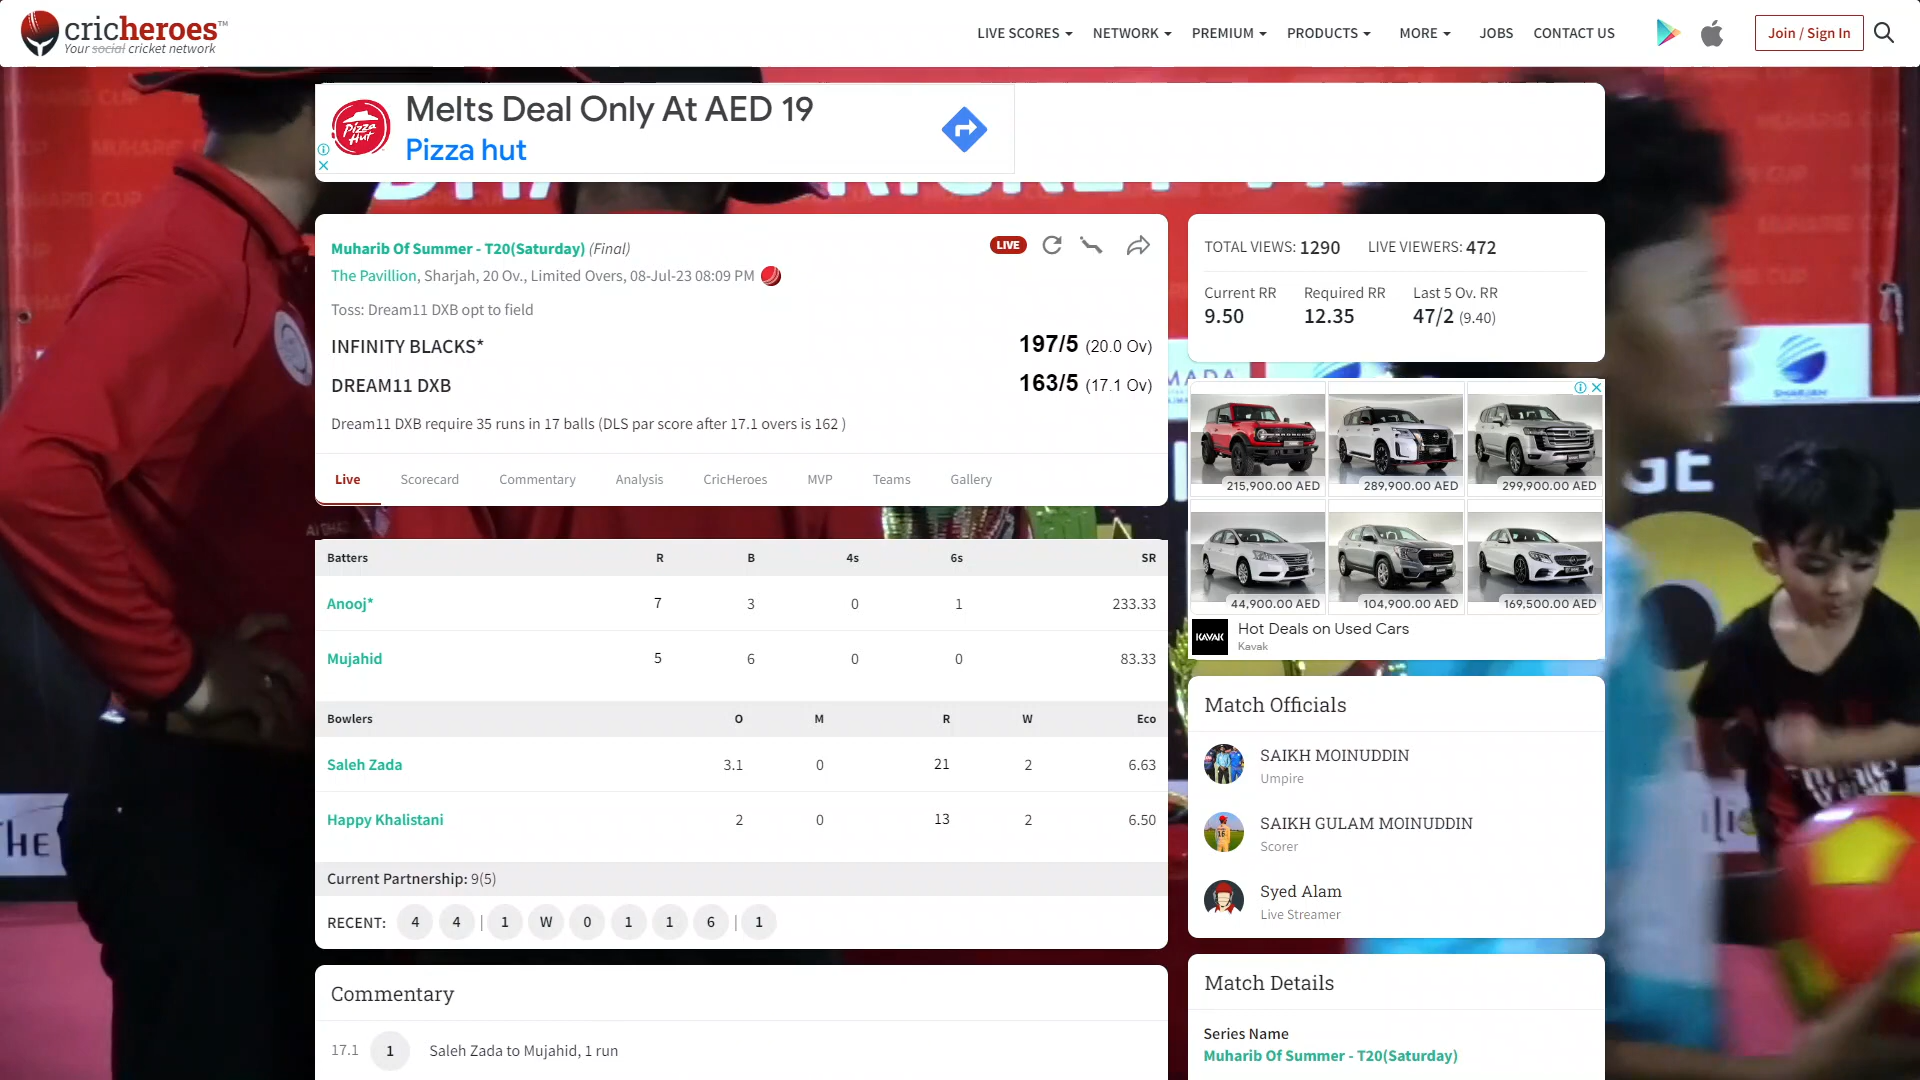 cricheroes™
Your social cricket network
LIVE SCORES
NETWORK
PREMIUM
PRODUCTS
MORE
JOBS
CONTACT US
Join / Sign In
Melts Deal Only At AED 19
Pizza hut
Pizza Hut
Muharib Of Summer - T20(Saturday) (Final)
LIVE
The Pavillion, Sharjah, 20 Ov., Limited Overs, 08-Jul-23 08:09 PM
Toss: Dream11 DXB opt to field
INFINITY BLACKS* 197/5 (20.0 Ov)
DREAM11 DXB 163/5 (17.1 Ov)
Dream11 DXB require 35 runs in 17 balls (DLS par score after 17.1 overs is 162 )
Live Scorecard Commentary Analysis CricHeroes MVP Teams Gallery
Batters R B 4s 6s SR
Anooj* 7 3 0 1 233.33
Mujahid 5 6 0 0 83.33
Bowlers O M R W Eco
Saleh Zada 3.1 0 21 2 6.63
Happy Khalistani 2 0 13 2 6.50
Current Partnership: 9(5)
RECENT: 4 4 | 1 W 0 1 1 6 | 1
Commentary
17.1 1 Saleh Zada to Mujahid, 1 run
TOTAL VIEWS: 1290 LIVE VIEWERS: 472
Current RR Required RR Last 5 Ov. RR
9.50 12.35 47/2 (9.40)
215,900.00 AED 289,900.00 AED 299,900.00 AED
44,900.00 AED 104,900.00 AED 169,500.00 AED
KAVAK
Hot Deals on Used Cars
Kavak
Match Officials
SAIKH MOINUDDIN
Umpire
SAIKH GULAM MOINUDDIN
Scorer
Syed Alam
Live Streamer
Match Details
Series Name
Muharib Of Summer - T20(Saturday)
THE